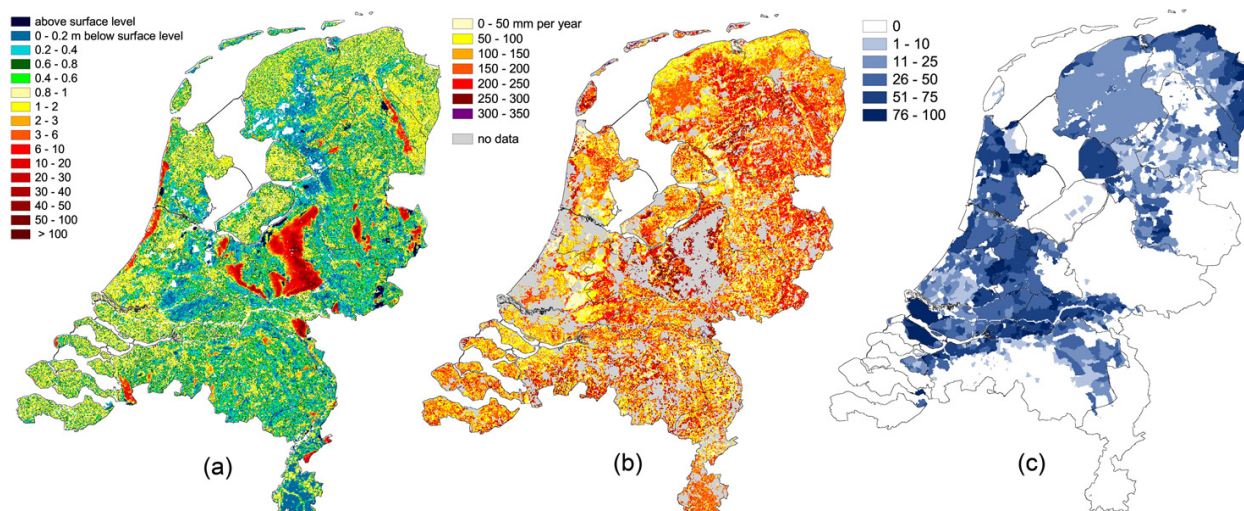 above surface level
0 - 0.2 m below surface level
0.2 - 0.4
0.6 - 0.8
0.4 - 0.6
0.8 - 1
1 - 2
2 - 3
3 - 6
6 - 10
10 - 20
20 - 30
30 - 40
40 - 50
50 - 100
> 100
(a)
0 - 50 mm per year
50 - 100
100 - 150
150 - 200
200 - 250
250 - 300
300 - 350
no data
(b)
0
1 - 10
11 - 25
26 - 50
51 - 75
76 - 100
(c)